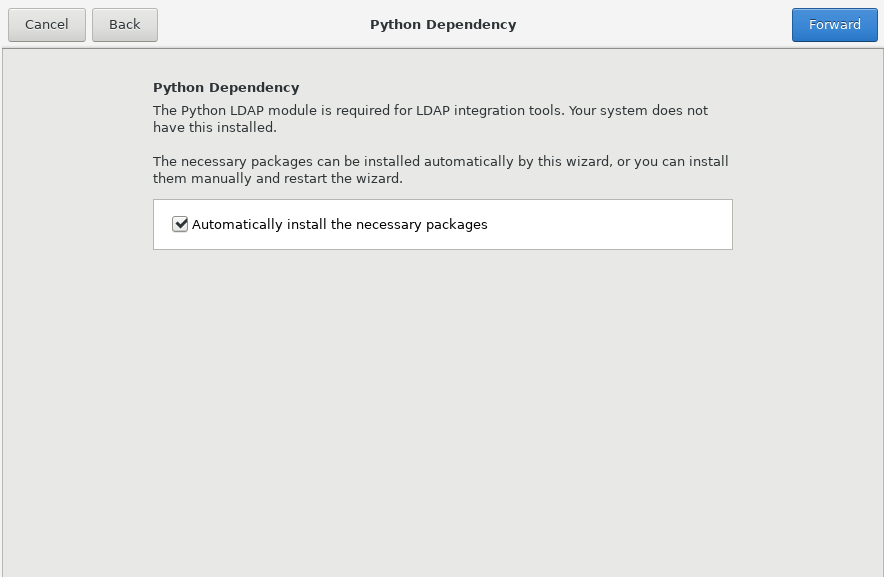 Cancel
Back
Python Dependency
Forward
Python Dependency
The Python LDAP module is required for LDAP integration tools. Your system does not
have this installed.
The necessary packages can be installed automatically by this wizard, or you can install
them manually and restart the wizard.
Automatically install the necessary packages